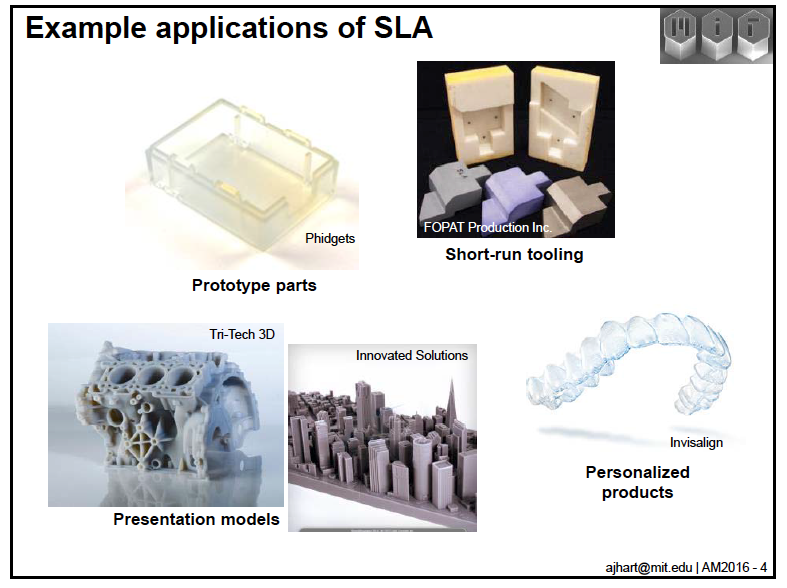 Example applications of SLA
MIT
Phidgets
Prototype parts
FOPAT Production Inc.
Short-run tooling
Tri-Tech 3D
Innovated Solutions
Presentation models
Invisalign
Personalized
products
ajhart@mit.edu | AM2016 - 4